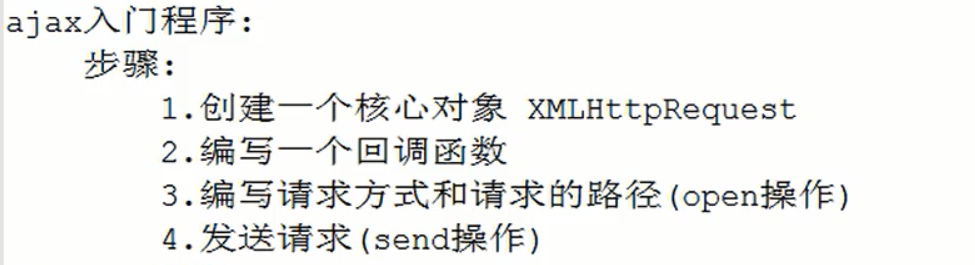 ajax入门程序:
步骤:
1.创建一个核心对象 XMLHttpRequest
2.编写一个回调函数
3.编写请求方式和请求的路径(open操作)
4.发送请求(send操作)